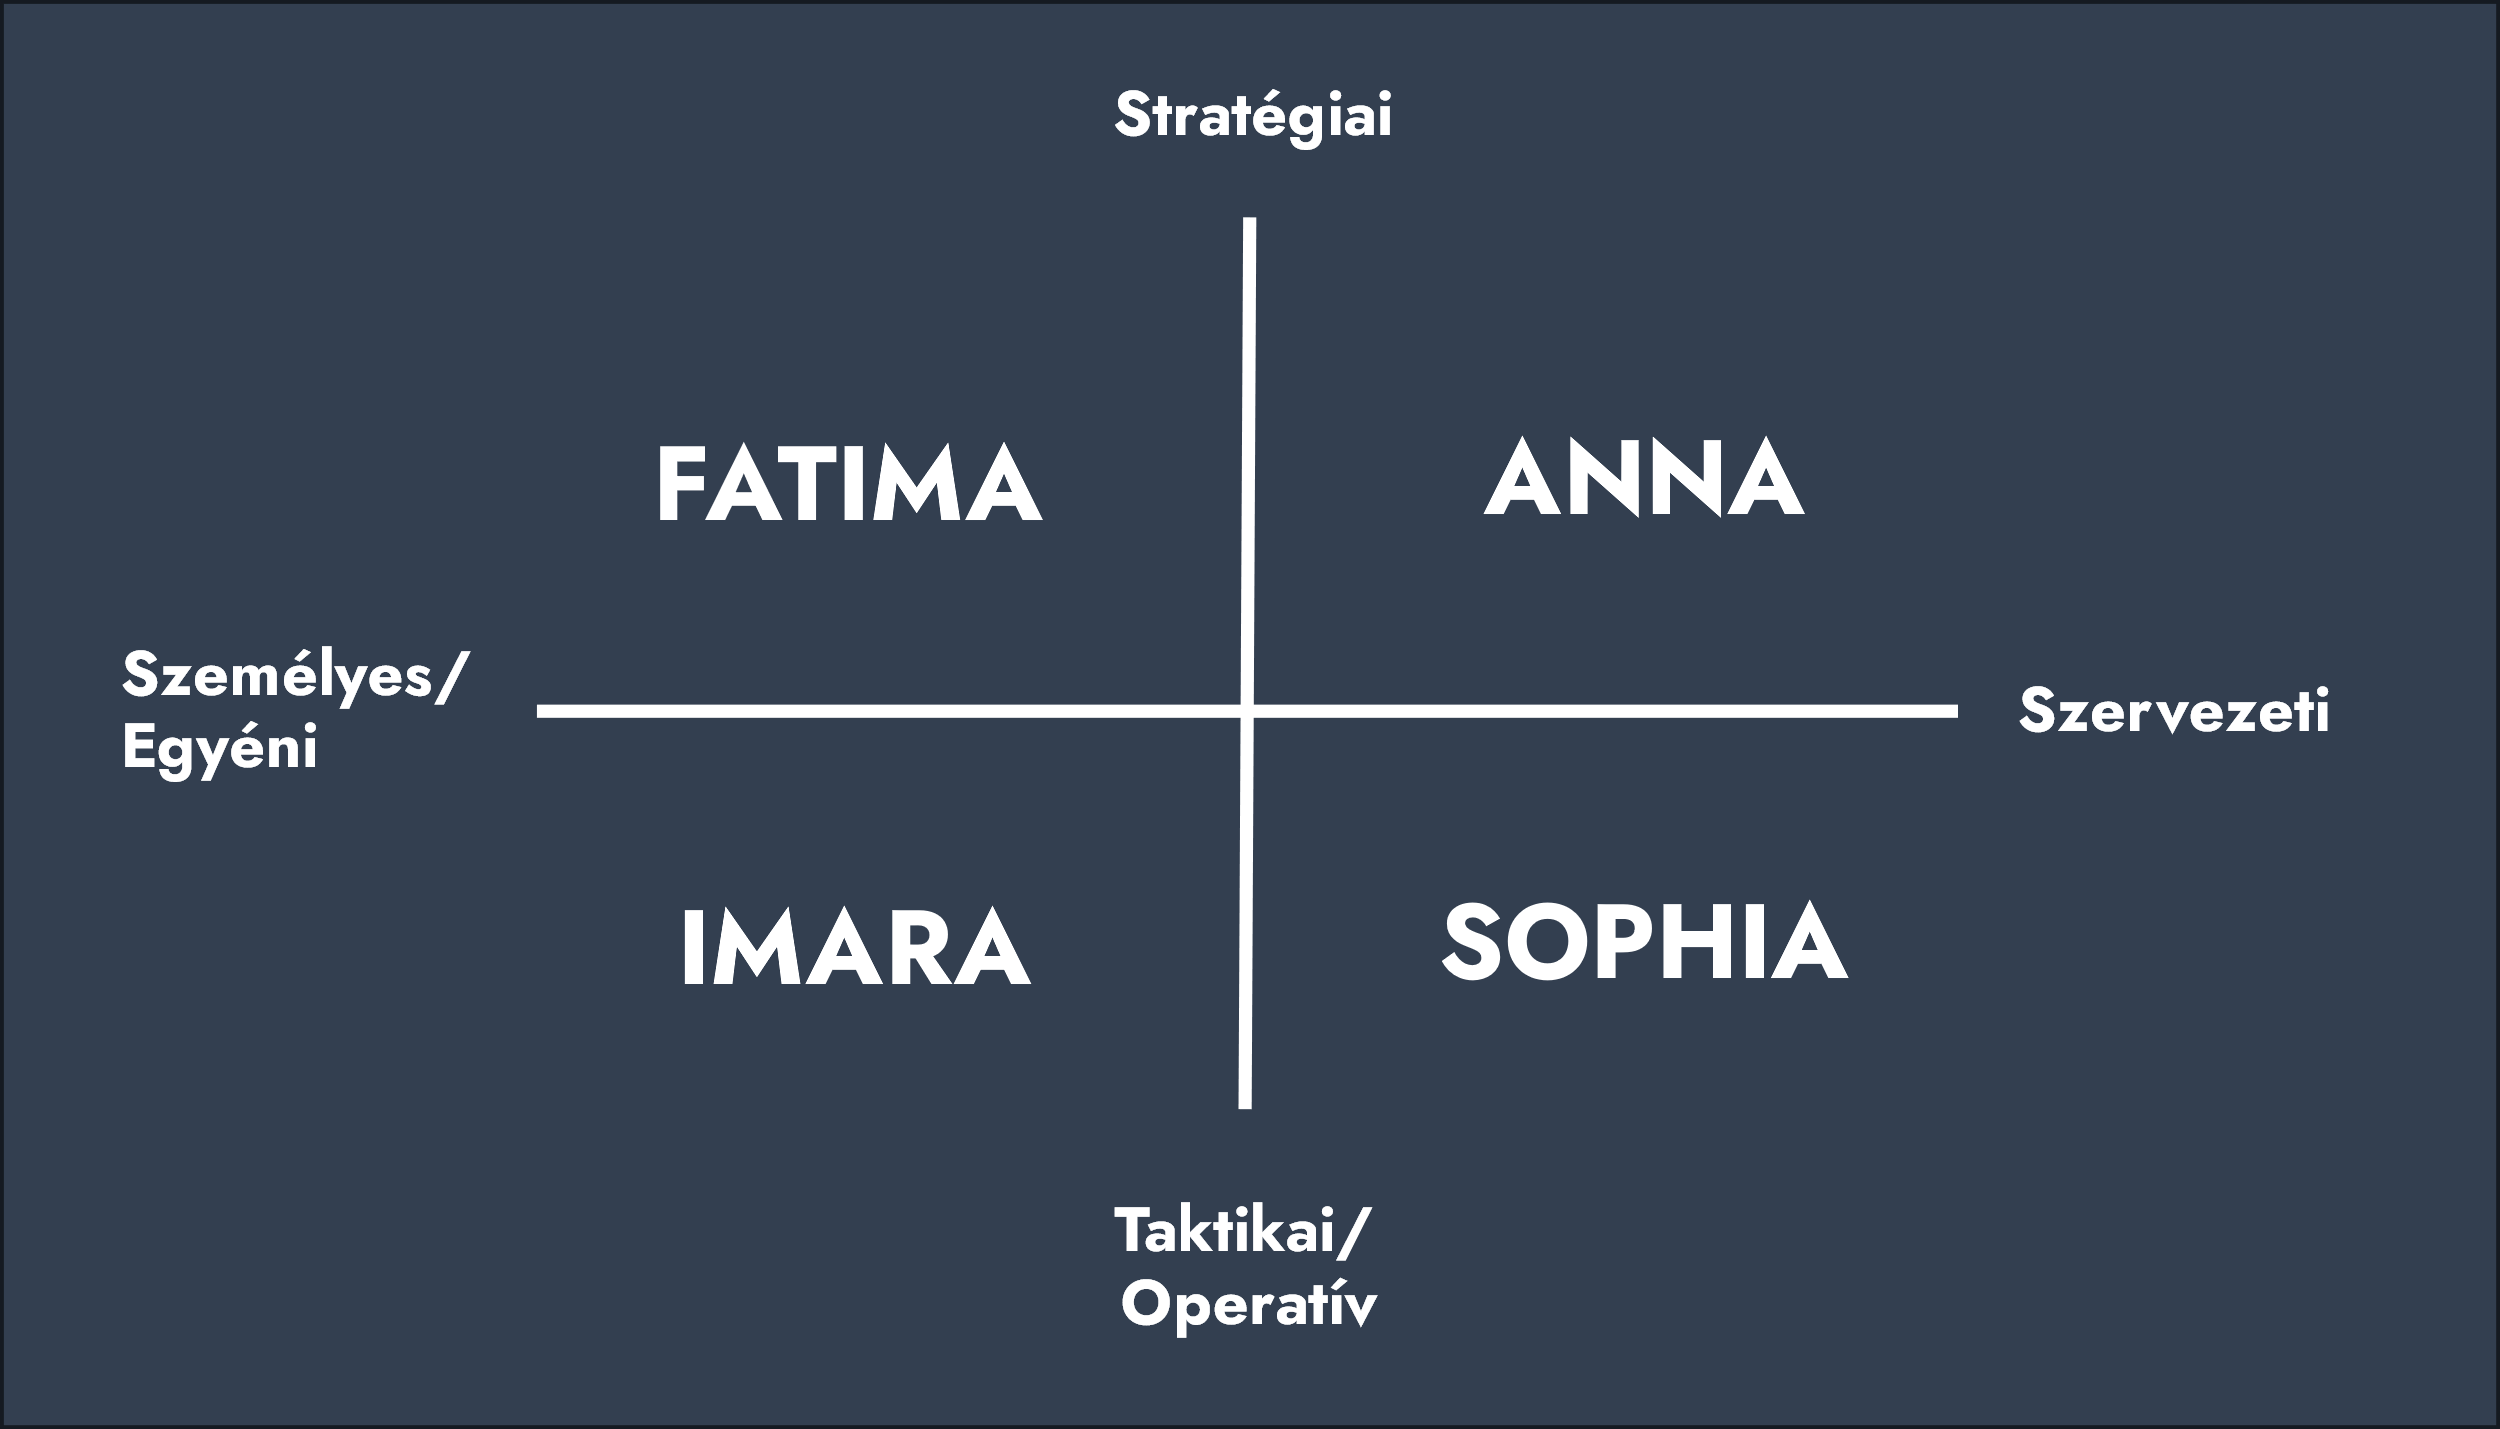 Stratégiai
FATIMA
ANNA
Személyes/
Egyéni
Szervezeti
IMARA
SOPHIA
Taktikai/
Operatív